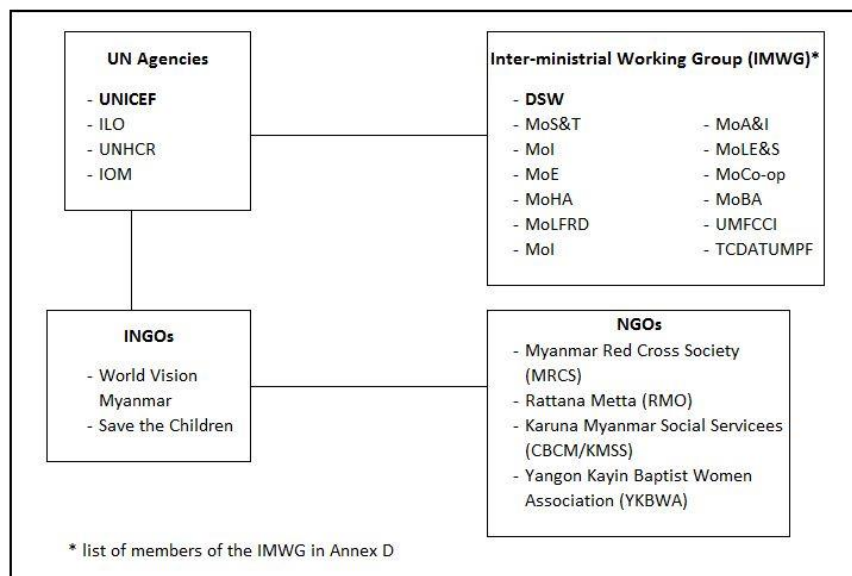 UN Agencies
- UNICEF
- ILO
- UNHCR
- IOM
Inter-ministrial Working Group (IMWG)*
- DSW
- MoS&T
- MoI
- MoE
- MoHA
- MoLFRD
- MoI
- MoA&I
- MoLE&S
- MoCo-op
- MoBA
- UMFCCI
- TCDATUMPF
INGOs
- World Vision
Myanmar
- Save the Children
NGOs
- Myanmar Red Cross Society
(MRCS)
- Rattana Metta (RMO)
- Karuna Myanmar Social Servicees
(CBCM/KMSS)
- Yangon Kayin Baptist Women
Association (YKBWA)
* list of members of the IMWG in Annex D